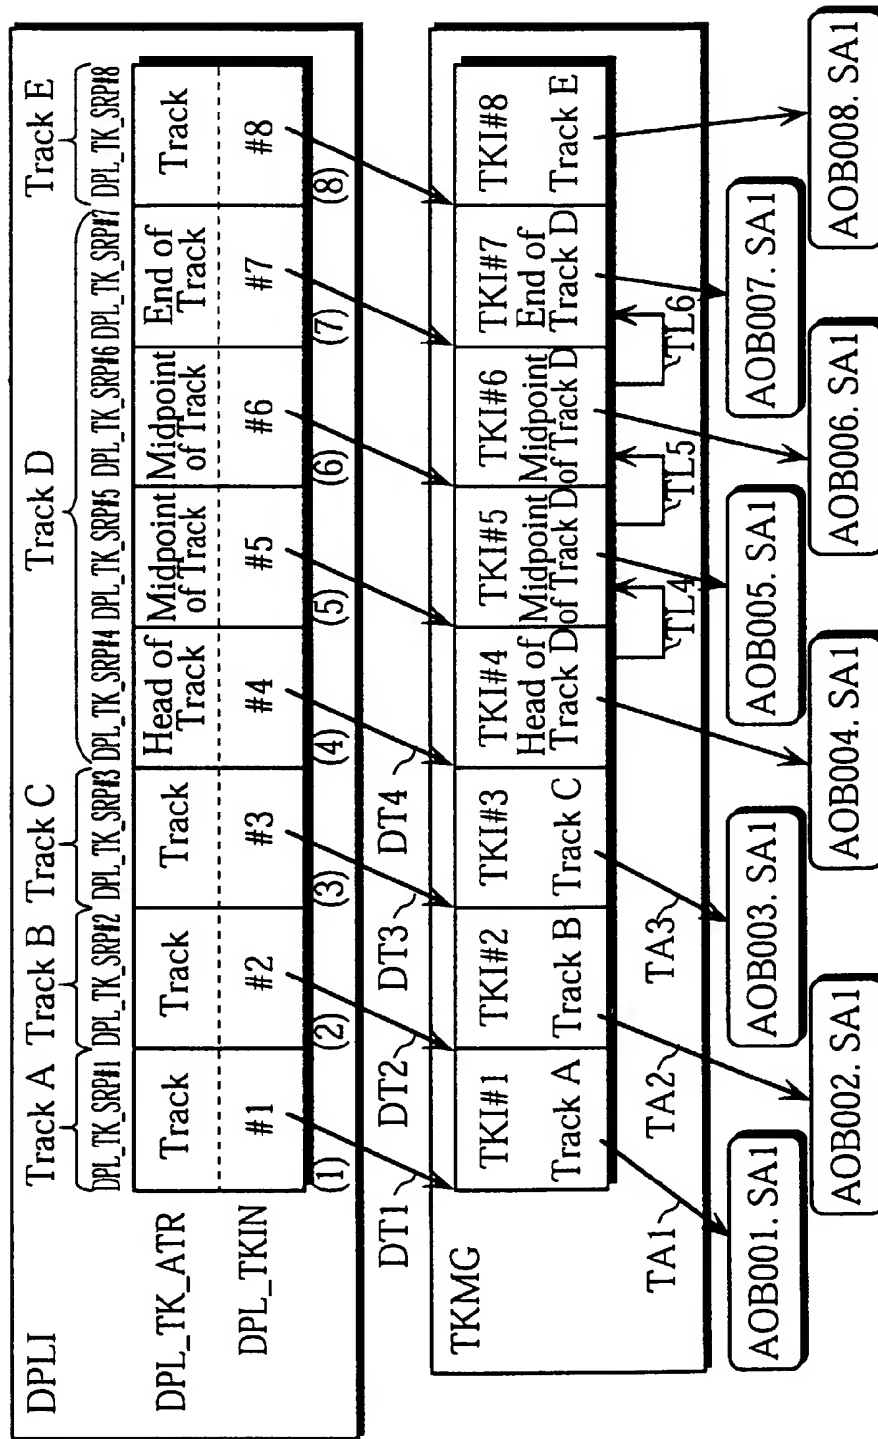 DPLI
Track A Track B Track C Track D Track E
DPL_TK_SRP#1 DPL_TK_SRP#2 DPL_TK_SRP#3 DPL_TK_SRP#4 DPL_TK_SRP#5 DPL_TK_SRP#6 DPL_TK_SRP#7 DPL_TK_SRP#8
DPL_TK_ATR Track Track Track Head of Track Midpoint of Track Midpoint of Track End of Track Track
DPL_TKIN #1 #2 #3 #4 #5 #6 #7 #8
(1) (2) (3) (4) (5) (6) (7) (8)
DT1 DT2 DT3 DT4
TKMG
TKI#1 TKI#2 TKI#3 TKI#4 TKI#5 TKI#6 TKI#7 TKI#8
Track A Track B Track C Head of Track D Midpoint of Track D Midpoint of Track D End of Track D Track E
TA1 TA2 TA3 TL4 TL5 TL6
AOB001. SA1 AOB003. SA1 AOB005. SA1 AOB007. SA1
AOB002. SA1 AOB004. SA1 AOB006. SA1 AOB008. SA1